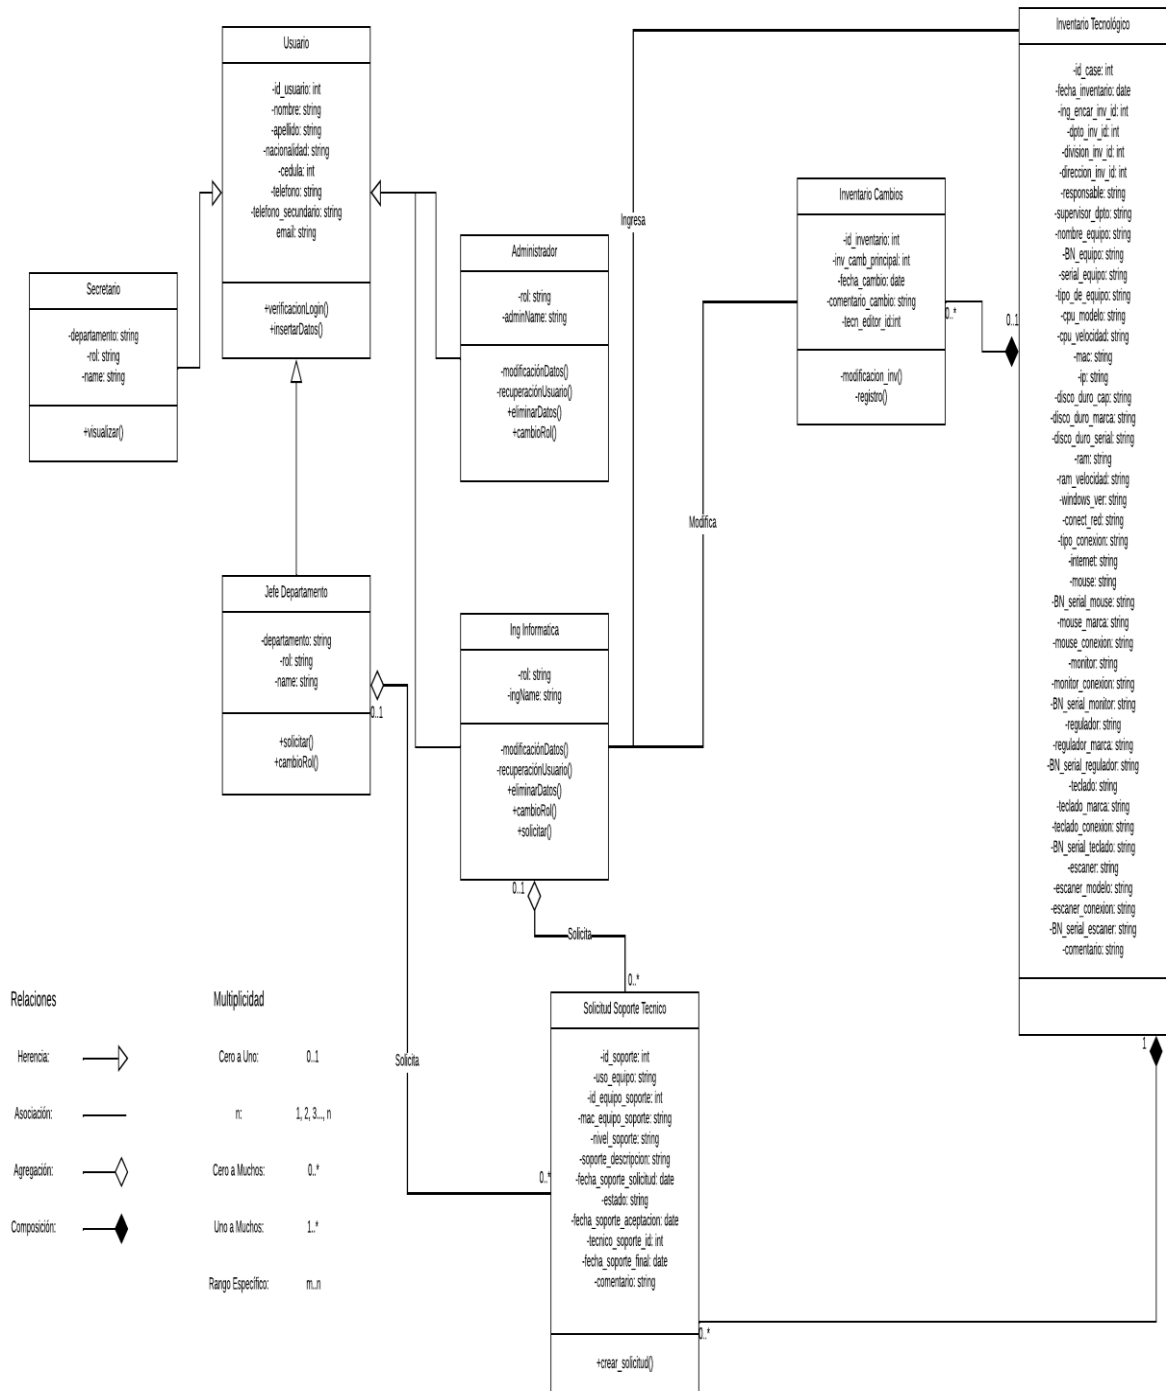 Usuario
-id_usuario: int
-nombre: string
-apellido: string
-nacionalidad: string
-cedula: int
-telefono: string
-telefono_secundario: string
email: string
+verificacionLogin()
+insertarDatos()
Secretario
-departamento: string
-rol: string
-name: string
+visualizar()
Administrador
-rol: string
-adminName: string
-modificaciónDatos()
-recuperaciónUsuario()
+eliminarDatos()
+cambioRol()
Ingresa
Inventario Cambios
-id_inventario: int
-inv_camb_principal: int
-fecha_cambio: date
-comentario_cambio: string
-tecn_editor_id:int
-modificacion_inv()
-registro()
0..*
0..1
Inventario Tecnológico
-id_case: int
-fecha_inventario: date
-ing_encar_inv_id: int
-dpto_inv_id: int
-division_inv_id: int
-direccion_inv_id: int
-responsable: string
-supervisor_dpto: string
-nombre_equipo: string
-BN_equipo: string
-serial_equipo: string
-tipo_de_equipo: string
-cpu_modelo: string
-cpu_velocidad: string
-mac: string
-ip: string
-disco_duro_cap: string
-disco_duro_marca: string
-disco_duro_serial: string
-ram: string
-ram_velocidad: string
-windows_ver: string
-conect_red: string
-tipo_conexion: string
-internet: string
-mouse: string
-BN_serial_mouse: string
-mouse_marca: string
-mouse_conexion: string
-monitor: string
-monitor_conexion: string
-BN_serial_monitor: string
-regulador: string
-regulador_marca: string
-BN_serial_regulador: string
-teclado: string
-teclado_marca: string
-teclado_conexion: string
-BN_serial_teclado: string
-escaner: string
-escaner_modelo: string
-escaner_conexion: string
-BN_serial_escaner: string
-comentario: string
1
Modifica
Jefe Departamento
-departamento: string
-rol: string
-name: string
+solicitar()
+cambioRol()
0..1
Ing Informatica
-rol: string
-ingName: string
-modificaciónDatos()
-recuperaciónUsuario()
+eliminarDatos()
+cambioRol()
+solicitar()
0..1
Solicita
0..*
Solicitud Soporte Tecnico
-id_soporte: int
-uso_equipo: string
-id_equipo_soporte: int
-mac_equipo_soporte: string
-nivel_soporte: string
-soporte_descripcion: string
-fecha_soporte_solicitud: date
-estado: string
-fecha_soporte_aceptacion: date
-tecnico_soporte_id: int
-fecha_soporte_final: date
-comentario: string
+crear_solicitud()
Solicita
0..*
0..*
Relaciones
Multiplicidad
Herencia:
Cero a Uno:
0..1
Asociación:
n:
1, 2, 3..., n
Agregación:
Cero a Muchos:
0..*
Composición:
Uno a Muchos:
1..*
Rango Específico:
m..n